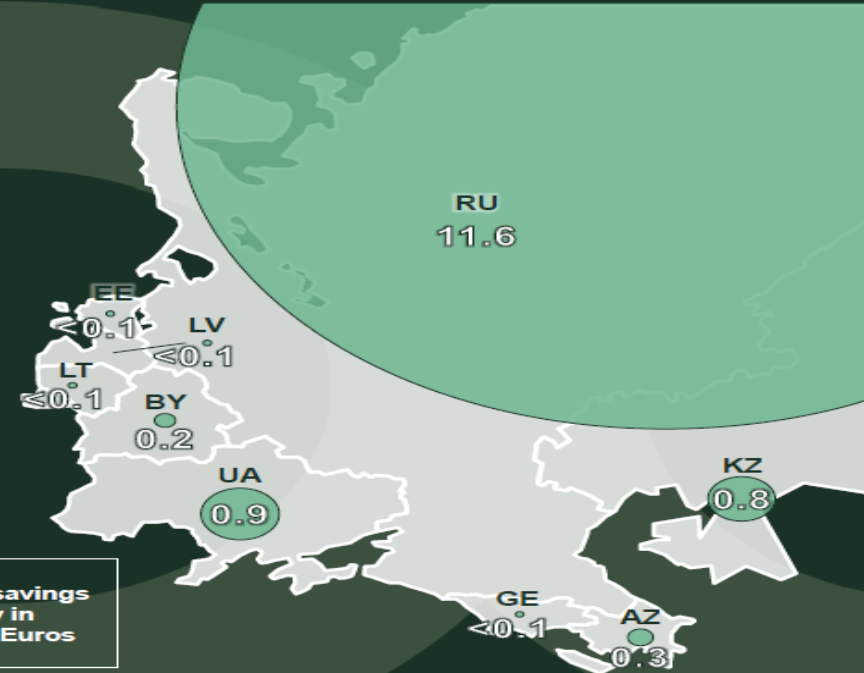 RU
11.6
EE
<0.1
LV
<0.1
LT
<0.1
BY
0.2
UA
0.9
KZ
0.8
GE
<0.1
AZ
0.3
savings
in
Euros